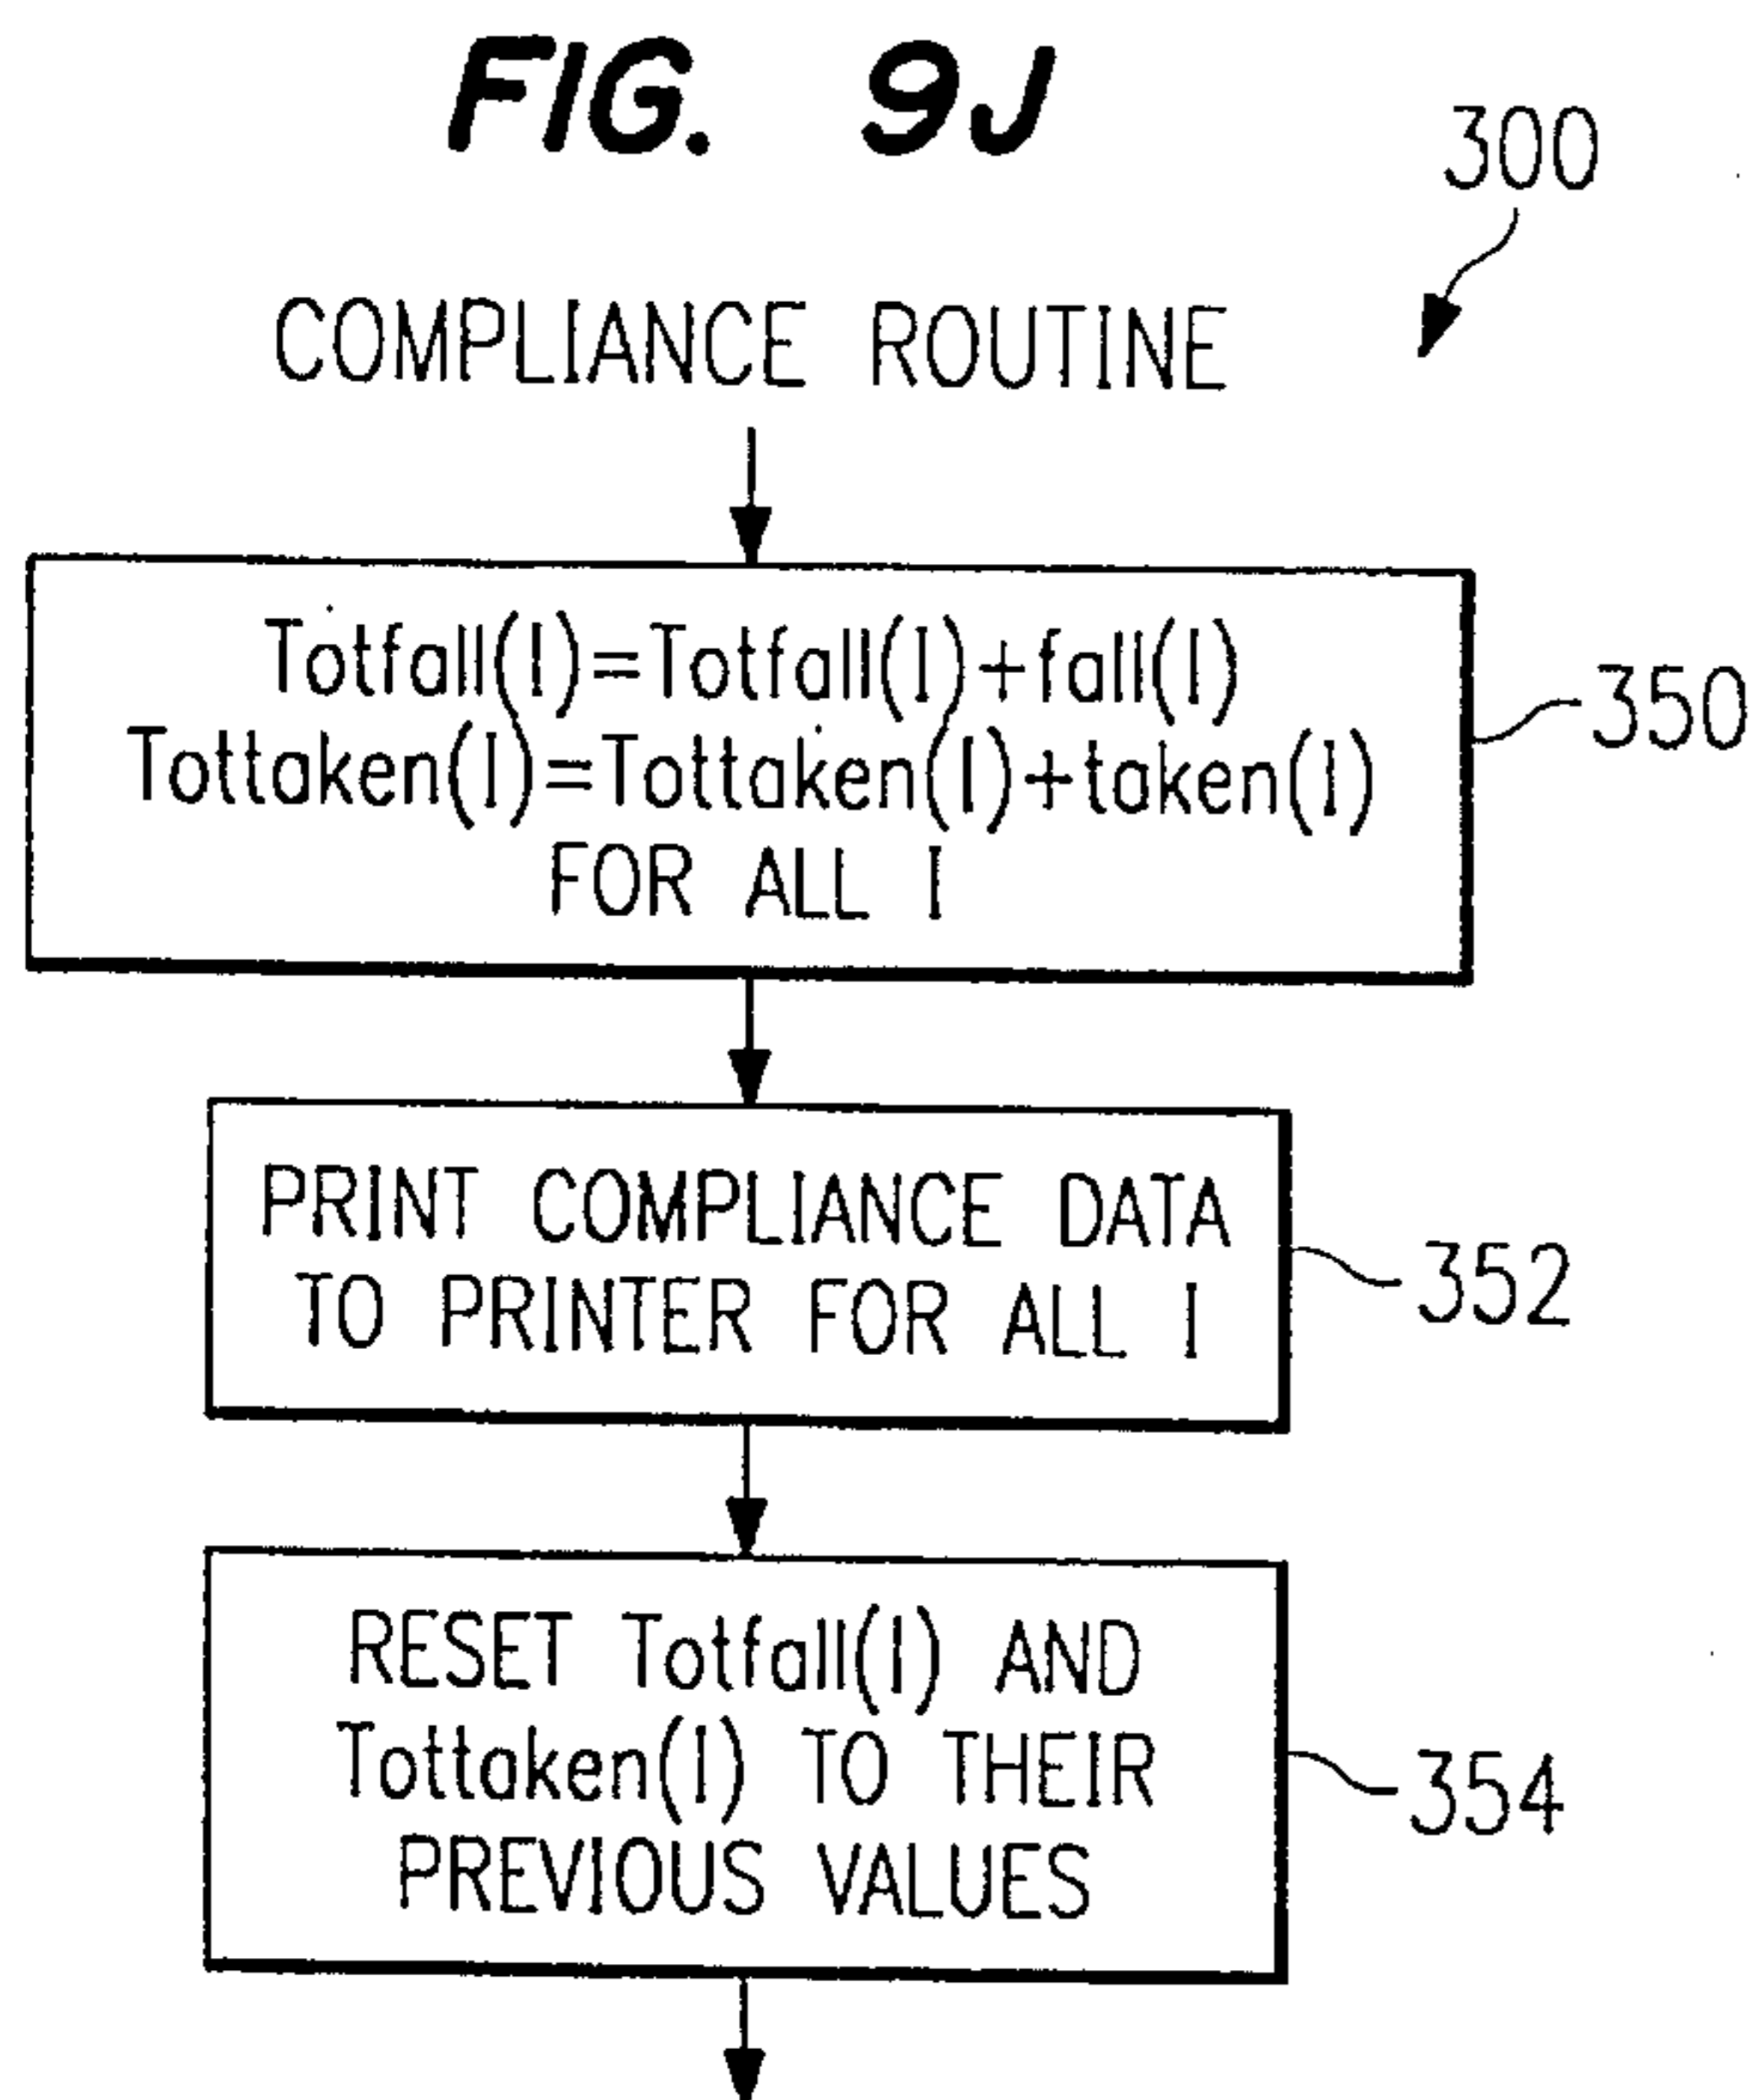 FIG. 9J
300
COMPLIANCE ROUTINE
Totfall(I)=Totfall(I)+fall(I)
Tottaken(I)=Tottaken(I)+taken(I)
FOR ALL I
350
PRINT COMPLIANCE DATA
TO PRINTER FOR ALL I
352
RESET Totfall(I) AND
Tottaken(I) TO THEIR
PREVIOUS VALUES
354